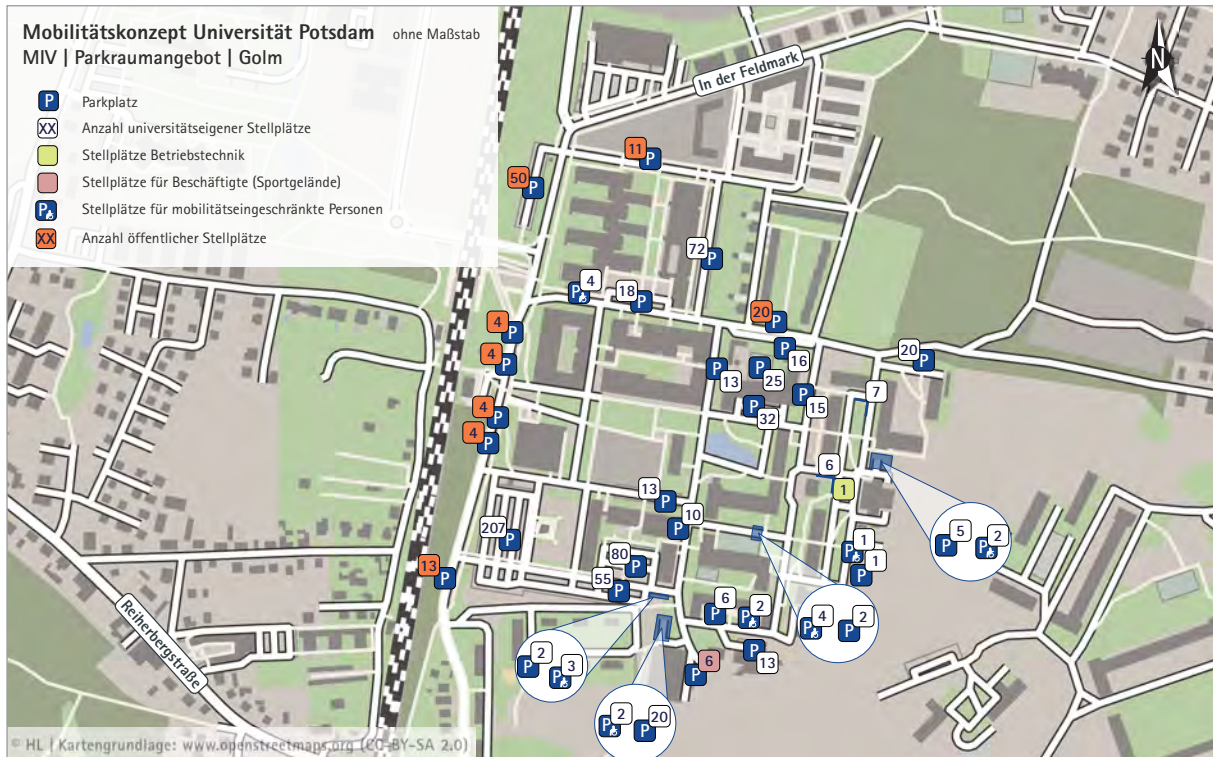 Mobilitätskonzept Universität Potsdam ohne Maßstab
MIV | Parkraumangebot | Golm
P Parkplatz
XX Anzahl universitätseigener Stellplätze
Stellplätze Betriebstechnik
Stellplätze für Beschäftigte (Sportgelände)
P Stellplätze für mobilitätseingeschränkte Personen
XX Anzahl öffentlicher Stellplätze
In der Feldmark
N
11 P
50 P
72 P
4 P
18 P
20 P
4 P
4 P
16 P
20 P
13 P
25 P
7
15 P
32 P
4 P
4 P
6
1
13 P
10 P
207 P
5 P
2 P
1 P
1 P
80 P
55 P
13 P
6 P
2 P
4 P
2 P
13 P
2 P
3 P
6 P
2 P
20 P
Reiherbergstraße
© HL | Kartengrundlage: www.openstreetmaps.org (CC-BY-SA 2.0)